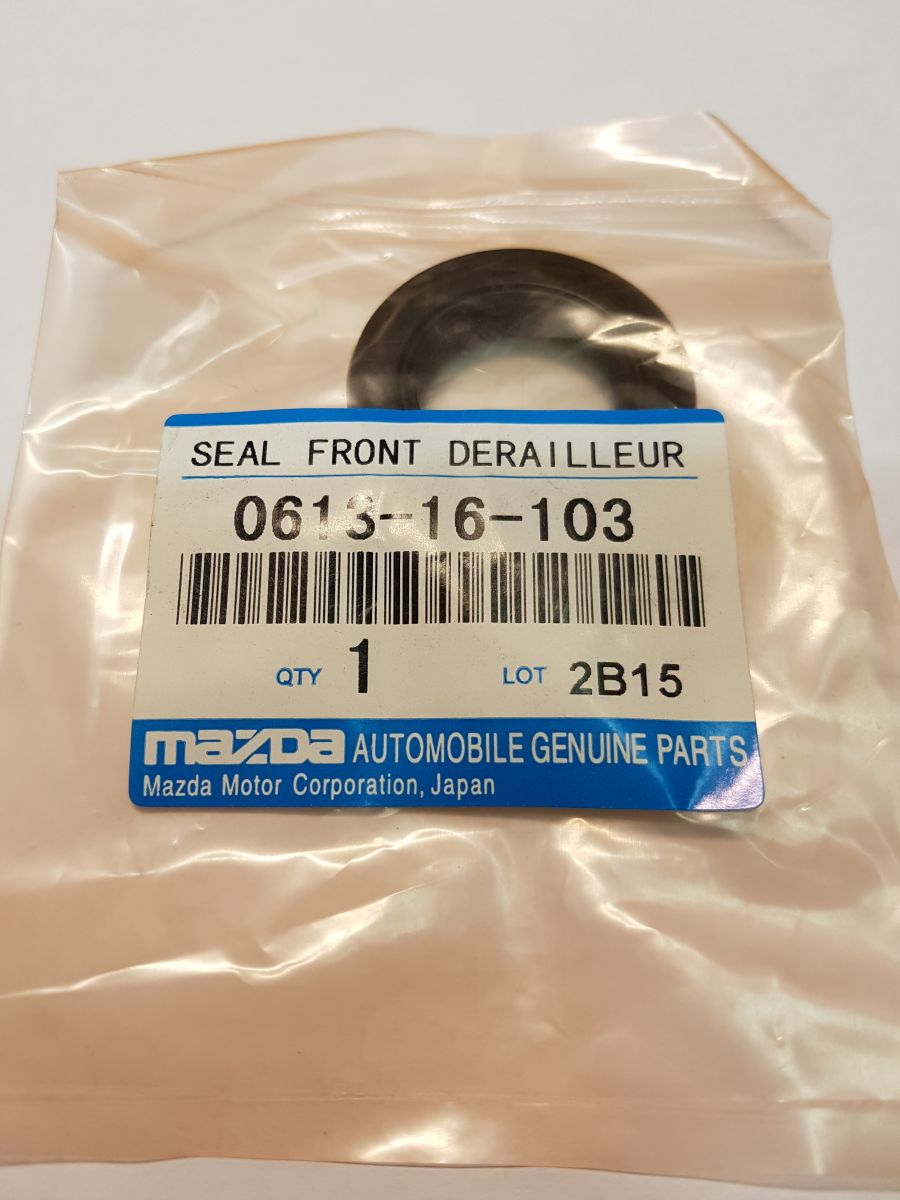 SEAL FRONT DERAILLEUR
0613-16-103
QTY 1 LOT 2B15
mazda AUTOMOBILE GENUINE PARTS
Mazda Motor Corporation, Japan